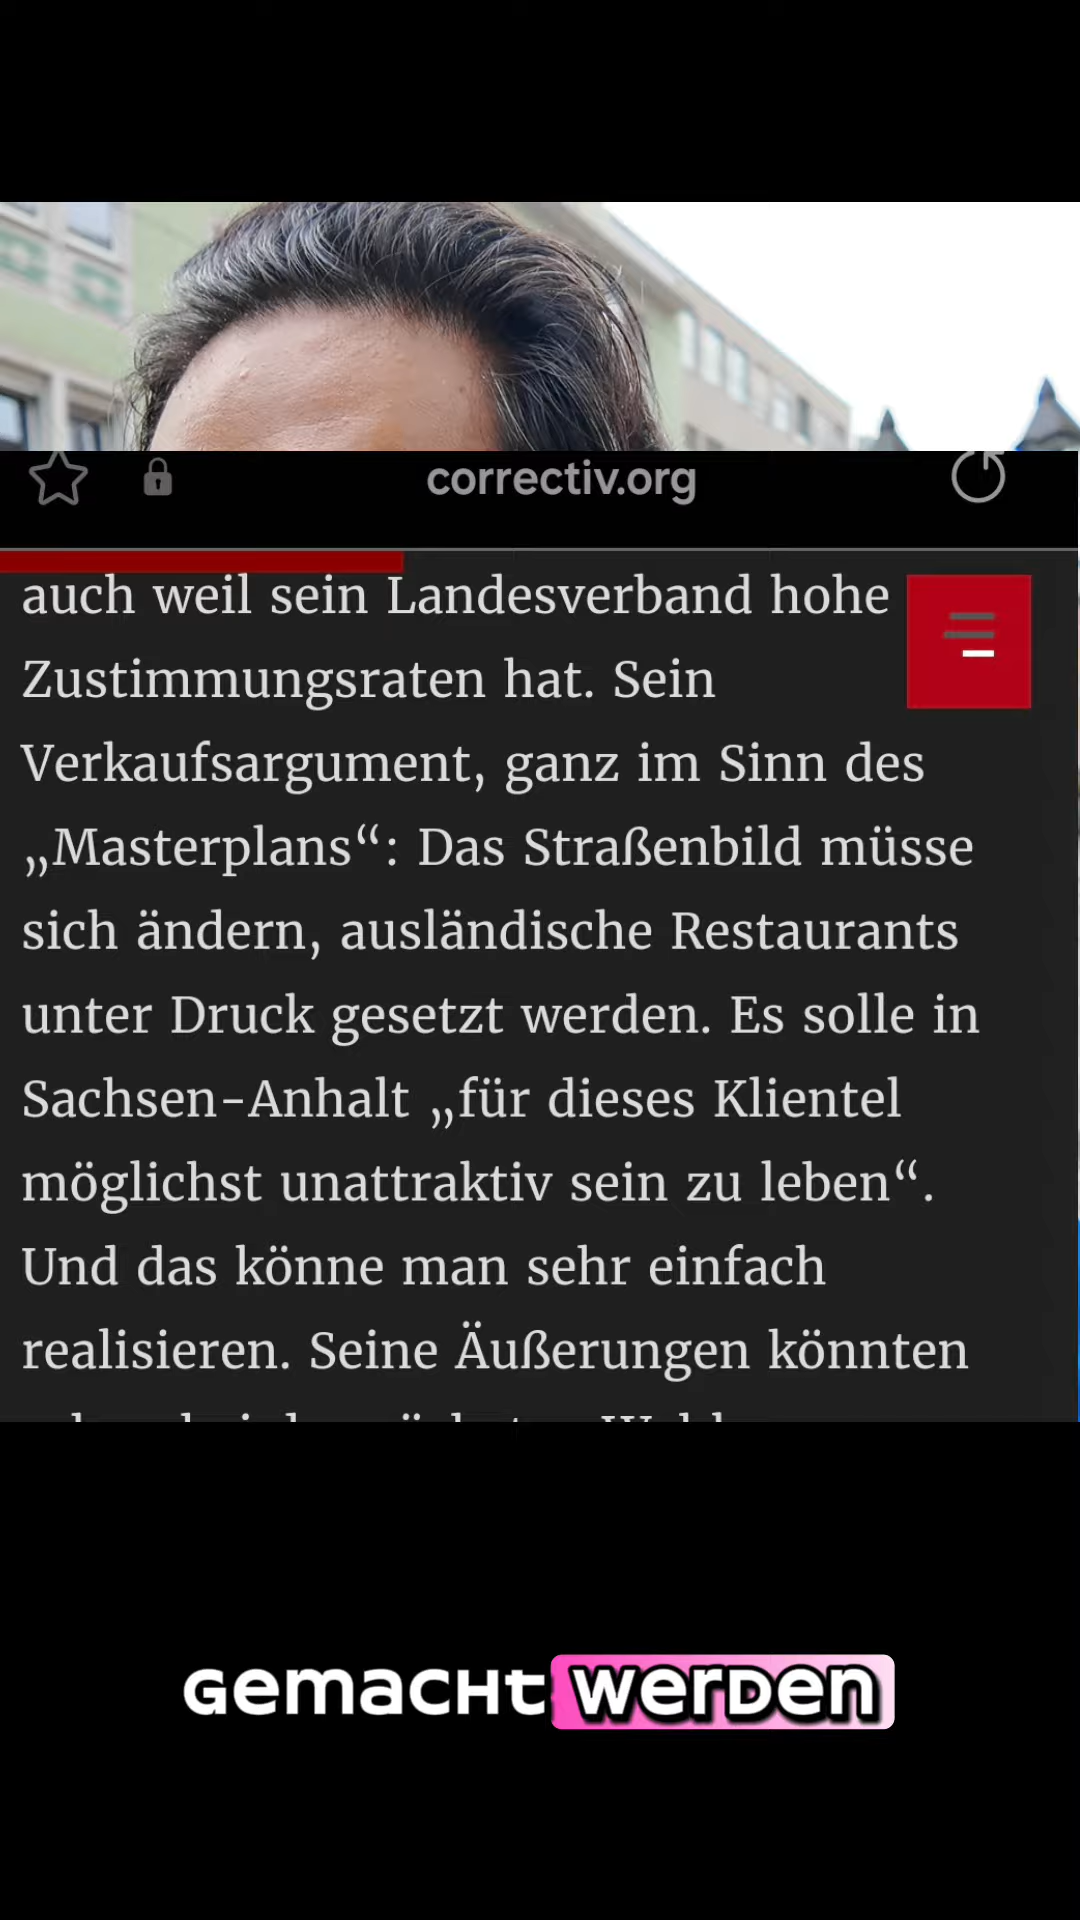 correctiv.org
auch weil sein Landesverband hohe
Zustimmungsraten hat. Sein
Verkaufsargument, ganz im Sinn des
„Masterplans“: Das Straßenbild müsse
sich ändern, ausländische Restaurants
unter Druck gesetzt werden. Es solle in
Sachsen-Anhalt „für dieses Klientel
möglichst unattraktiv sein zu leben“.
Und das könne man sehr einfach
realisieren. Seine Äußerungen könnten
Gemacht werden